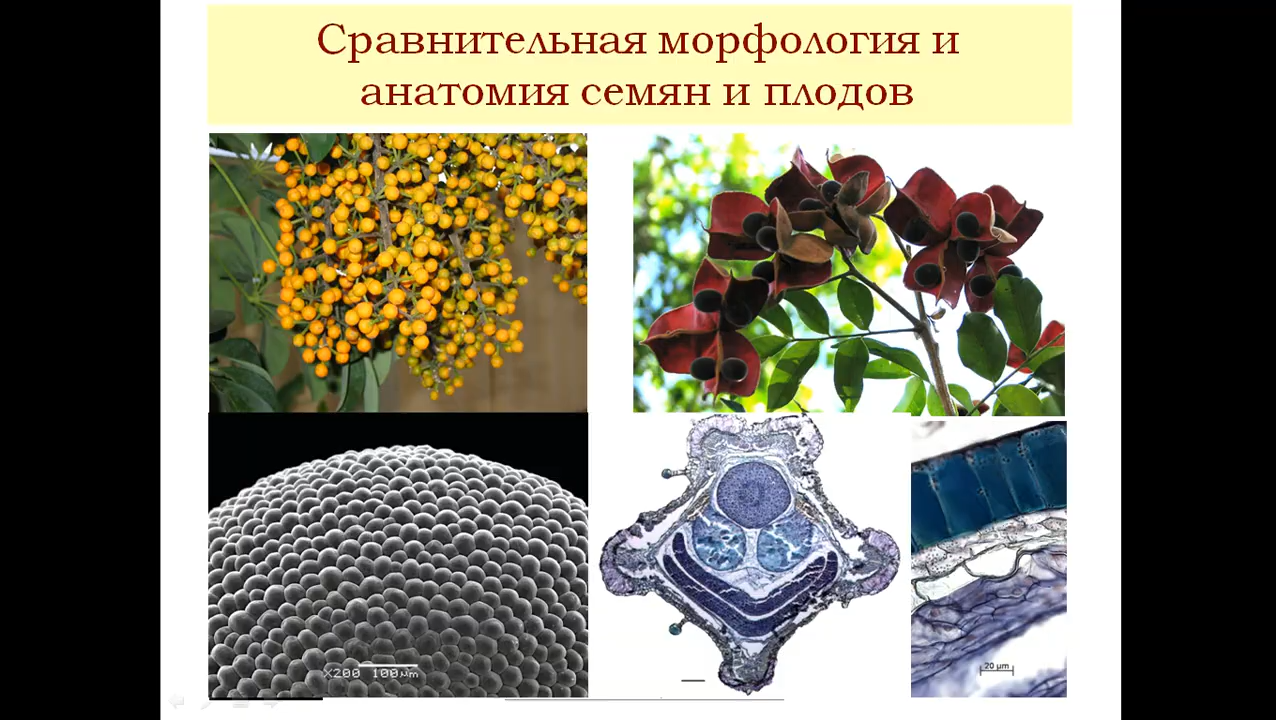 Сравнительная морфология и
анатомия семян и плодов
X200 100µm
20 µm